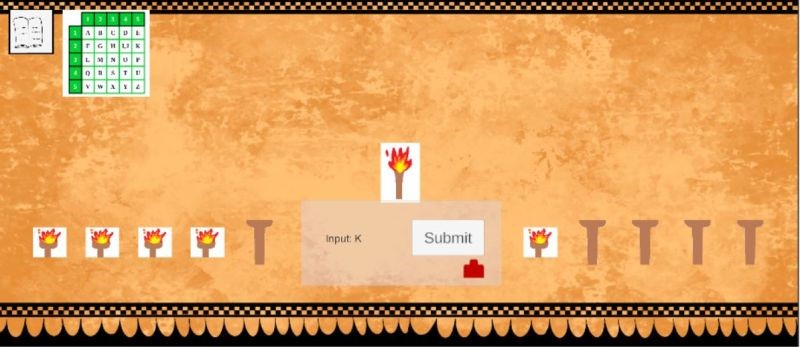 1 2 3 4 5
1 A B C D E
2 F G H I/J K
3 L M N O P
4 Q R S T U
5 V W X Y Z
Input: K
Submit